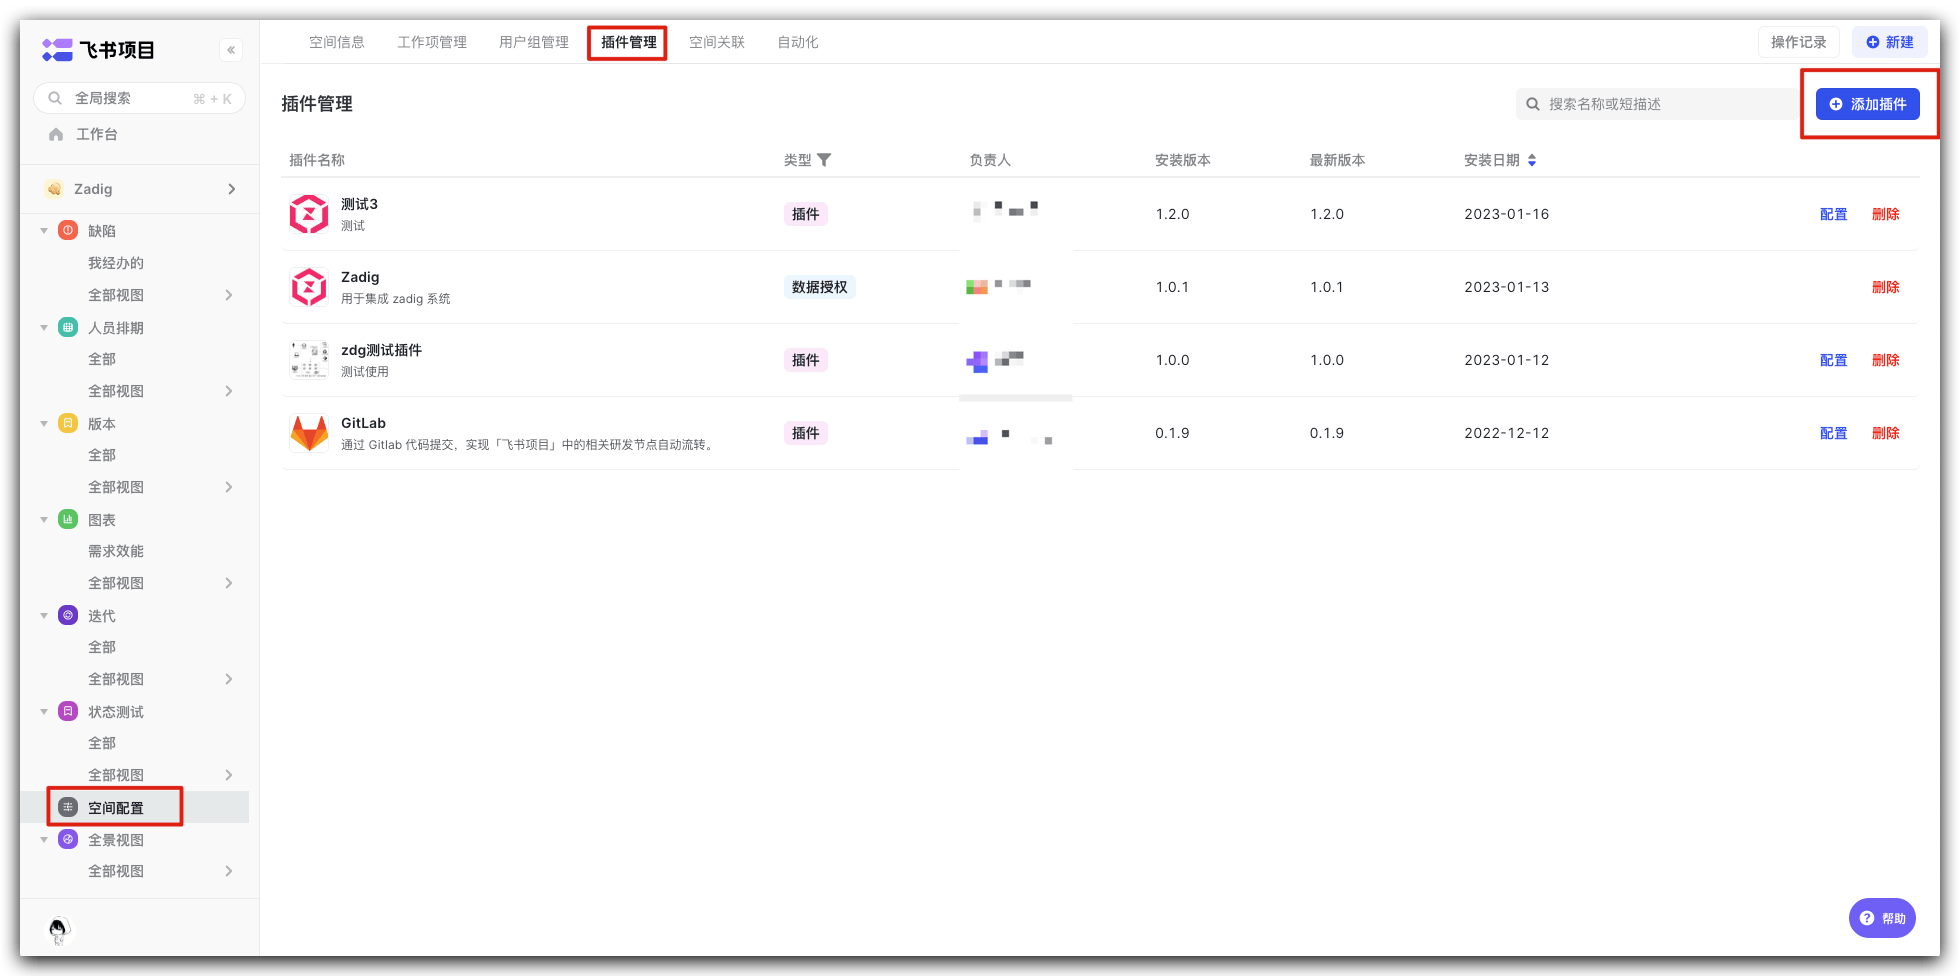 飞书项目
«
全局搜索 ⌘ + K
工作台
Zadig
缺陷
我经办的
全部视图
人员排期
全部
全部视图
版本
全部
全部视图
图表
需求效能
全部视图
迭代
全部
全部视图
状态测试
全部
全部视图
空间配置
全景视图
全部视图
空间信息 工作项管理 用户组管理 插件管理 空间关联 自动化
操作记录 新建
插件管理
搜索名称或短描述
添加插件
插件名称 类型 负责人 安装版本 最新版本 安装日期
测试3
测试
插件 1.2.0 1.2.0 2023-01-16 配置 删除
Zadig
用于集成 zadig 系统
数据授权 1.0.1 1.0.1 2023-01-13 删除
zdg测试插件
测试使用
插件 1.0.0 1.0.0 2023-01-12 配置 删除
GitLab
通过 Gitlab 代码提交，实现「飞书项目」中的相关研发节点自动流转。
插件 0.1.9 0.1.9 2022-12-12 配置 删除
帮助